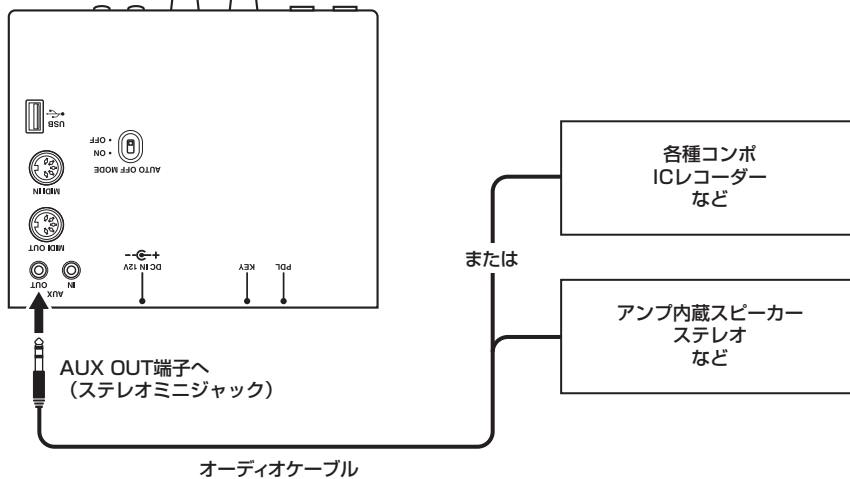 USB
OFF
ON
AUTO OFF MODE
MIDI IN
MIDI OUT
OUT
IN
AUX
DC IN 12V
KEY
PDL
AUX OUT端子へ
（ステレオミニジャック）
オーディオケーブル
または
各種コンポ
ICレコーダー
など
アンプ内蔵スピーカー
ステレオ
など